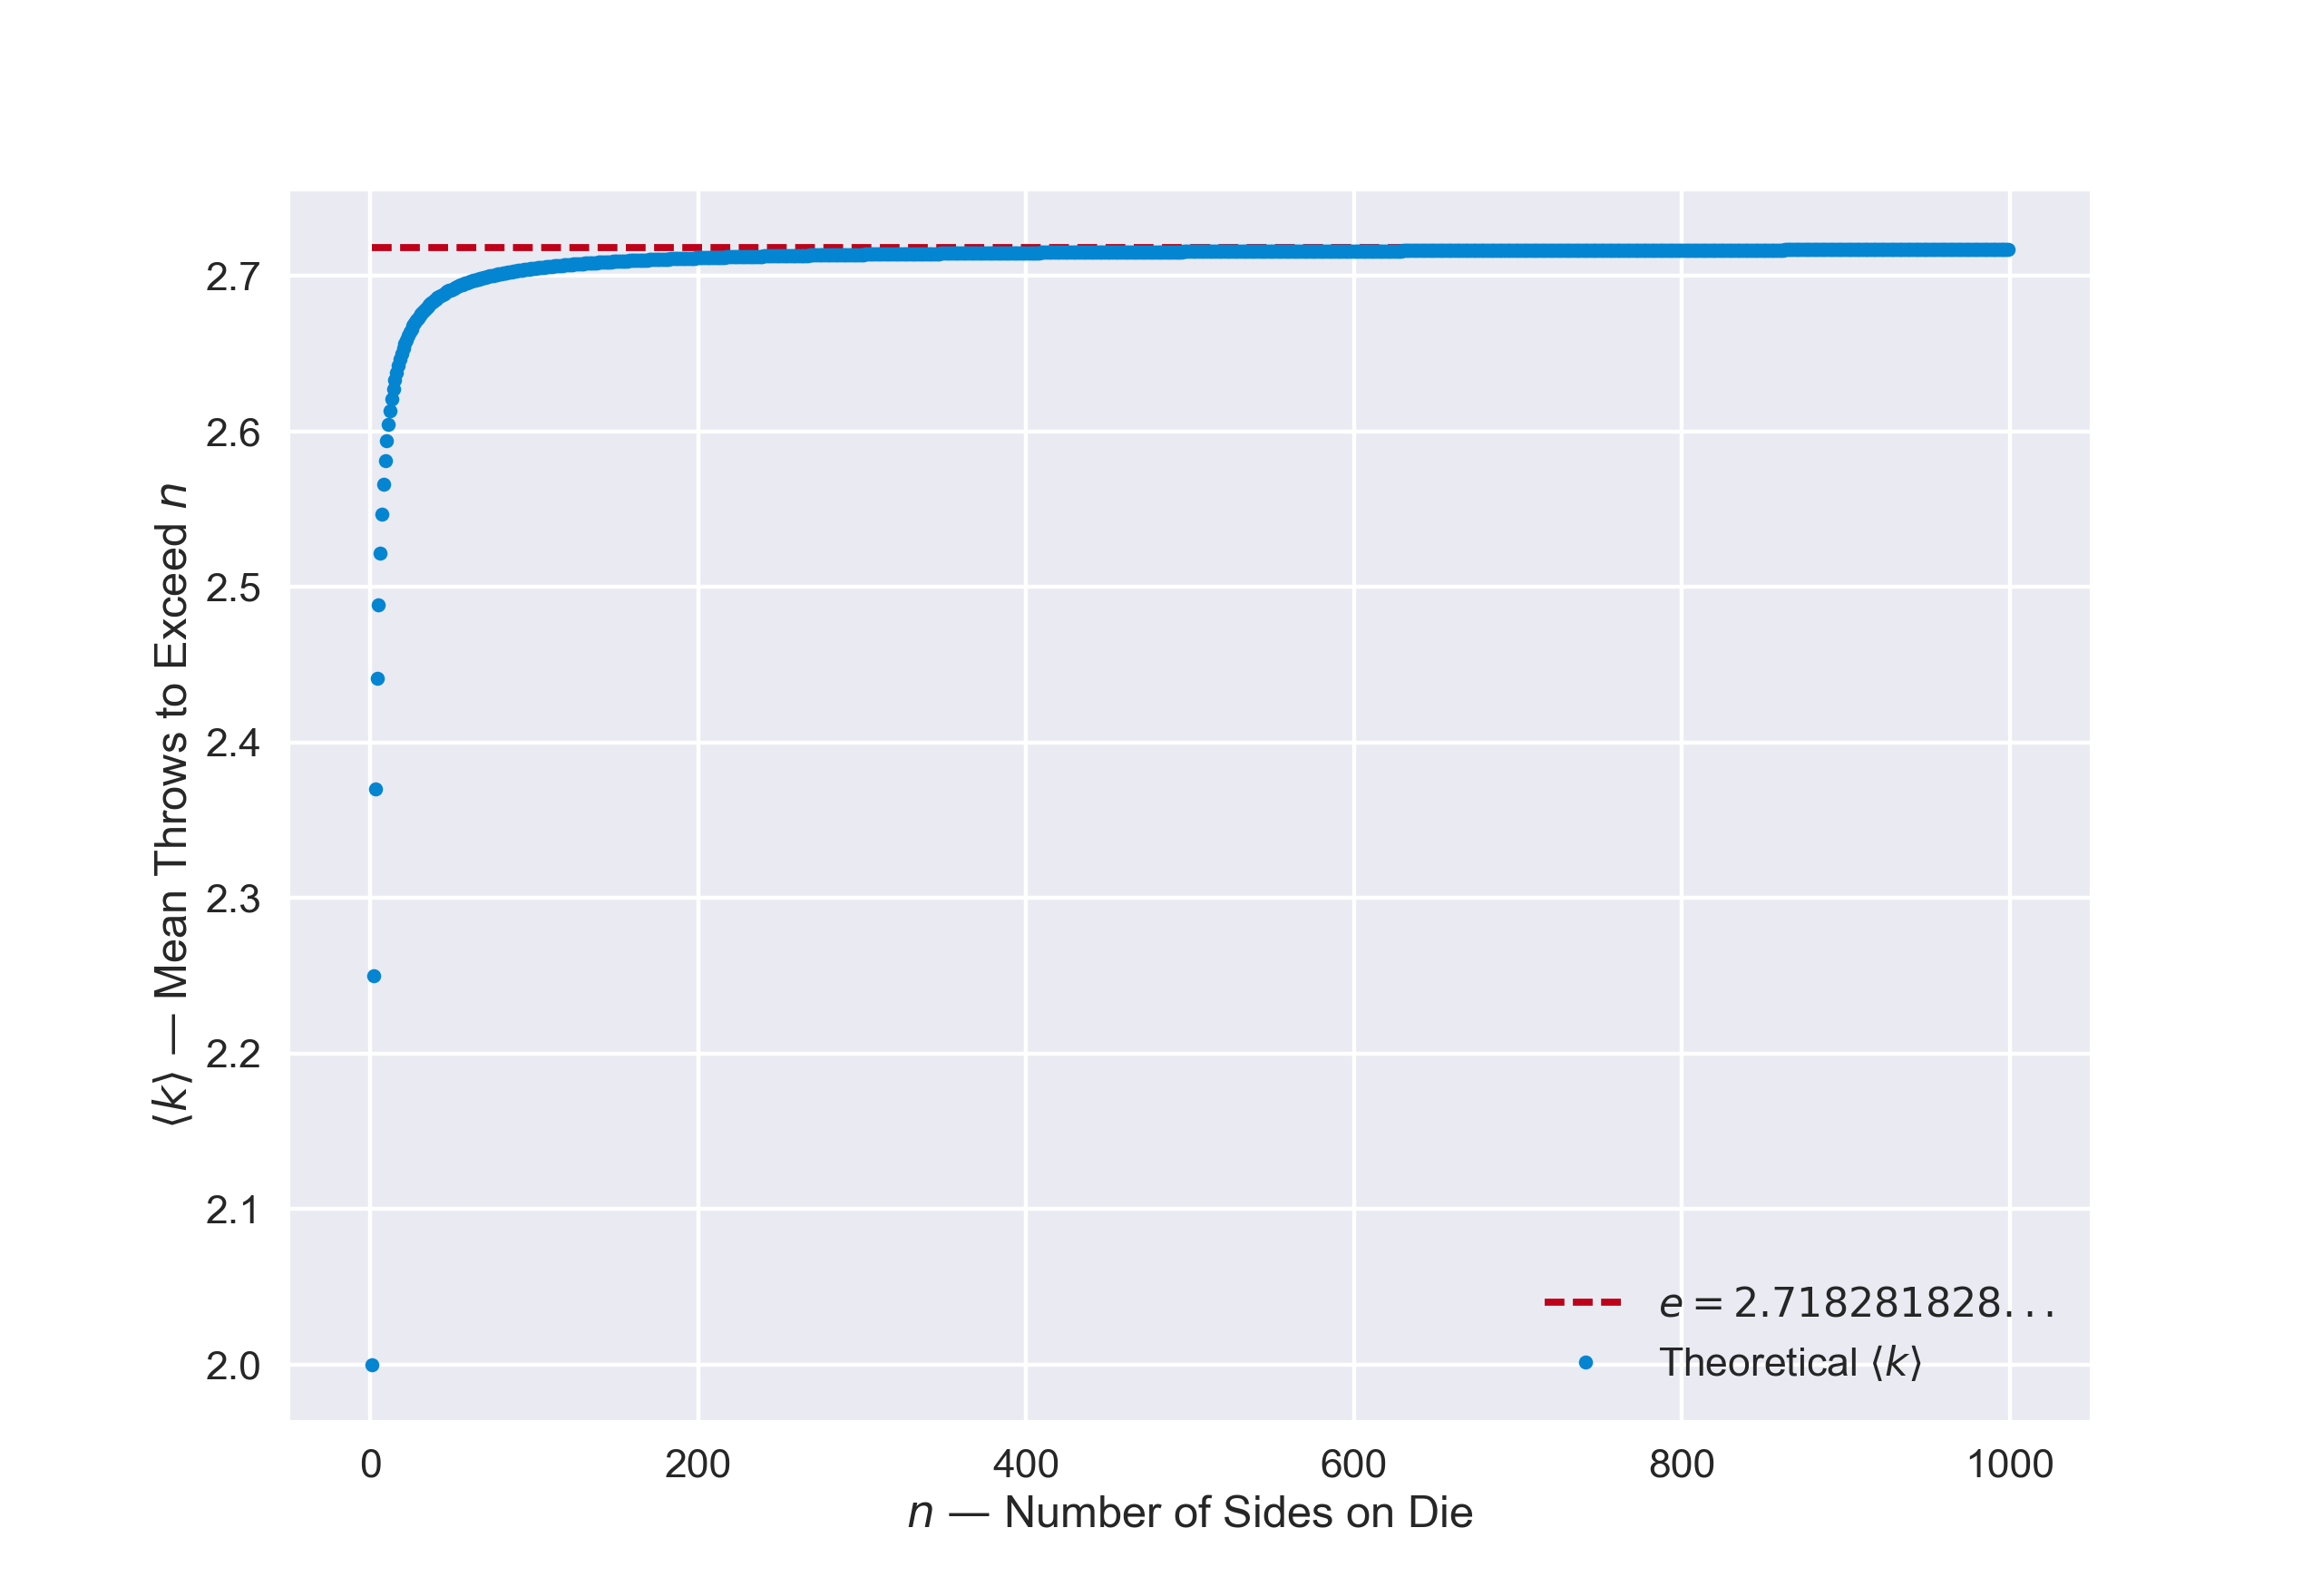 ⟨k⟩ — Mean Throws to Exceed n
2.7
2.6
2.5
2.4
2.3
2.2
2.1
2.0
0 200 400 600 800 1000
n — Number of Sides on Die
e = 2.718281828...
Theoretical ⟨k⟩